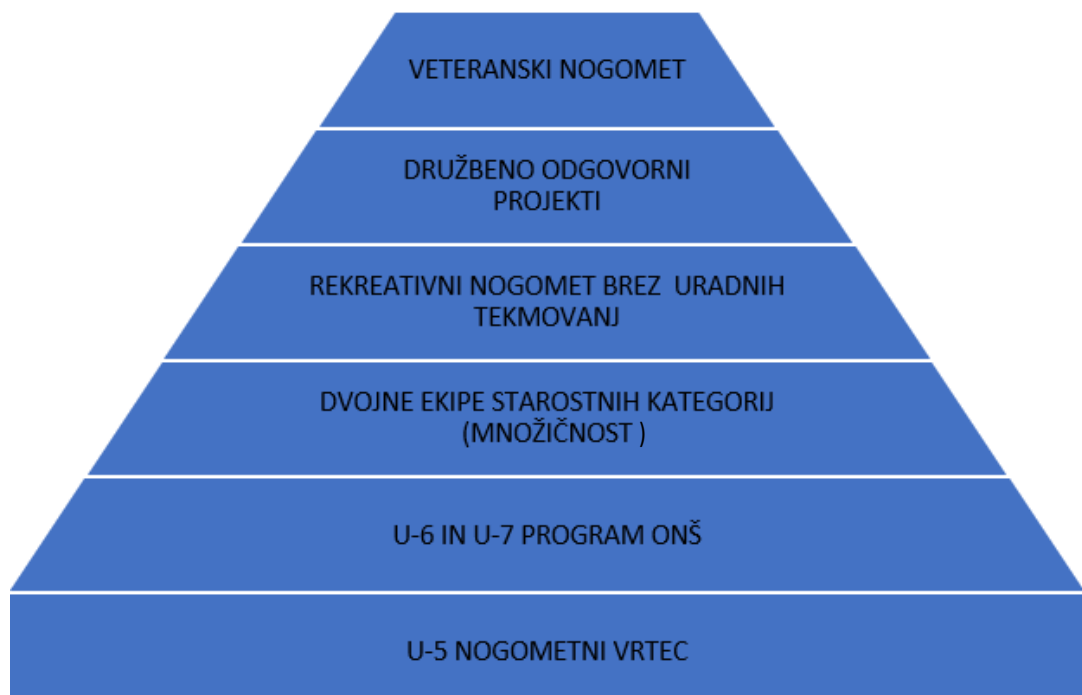 VETERANSKI NOGOMET
DRUŽBENO ODGOVORNI
PROJEKTI
REKREATIVNI NOGOMET BREZ  URADNIH
TEKMOVANJ
DVOJNE EKIPE STAROSTNIH KATEGORIJ
(MNOŽIČNOST )
U-6 IN U-7 PROGRAM ONŠ
U-5 NOGOMETNI VRTEC